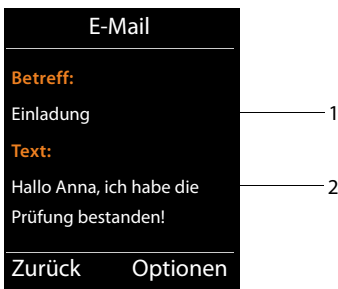 E-Mail
Betreff:
Einladung
1
Text:
Hallo Anna, ich habe die
2
Prüfung bestanden!
Zurück Optionen